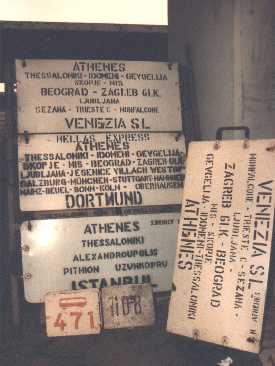 ATHENES
THESSALONIKI - IDOMENI - GEVGELIJA
SKOPJE - NIS -
BEOGRAD - ZAGREB GLK.
LJUBLJANA
SEZANA - TRIESTE C - MONFALCONE
VENEZIA S L
HELLAS EXPRESS
ATHENES
THESSALONIKI - IDOMENI - GEVGELIJA
SKOPJE - NIS - BEOGRAD - ZAGREB GLK
LJUBLJANA - JESENICE VILLACH WESTBF
SALZBURG - MÜNCHEN - STUTTGART - MANNHEIM
MAINZ - BONN - KÖLN - OBERHAUSEN
DORTMUND
ATHENES
THESSALONIKI
ALEXANDROUPOLIS
PITHION UZUNKOPRU
ISTANBUL
471
1108
VENEZIA S L
MONFALCONE - TRIESTE C - SEZANA -
LJUBLJANA -
ZAGREB GLK - BEOGRAD
NIS - SKOPJE
GEVGELIJA - IDOMENI - THESSALONIKI
ATHENES